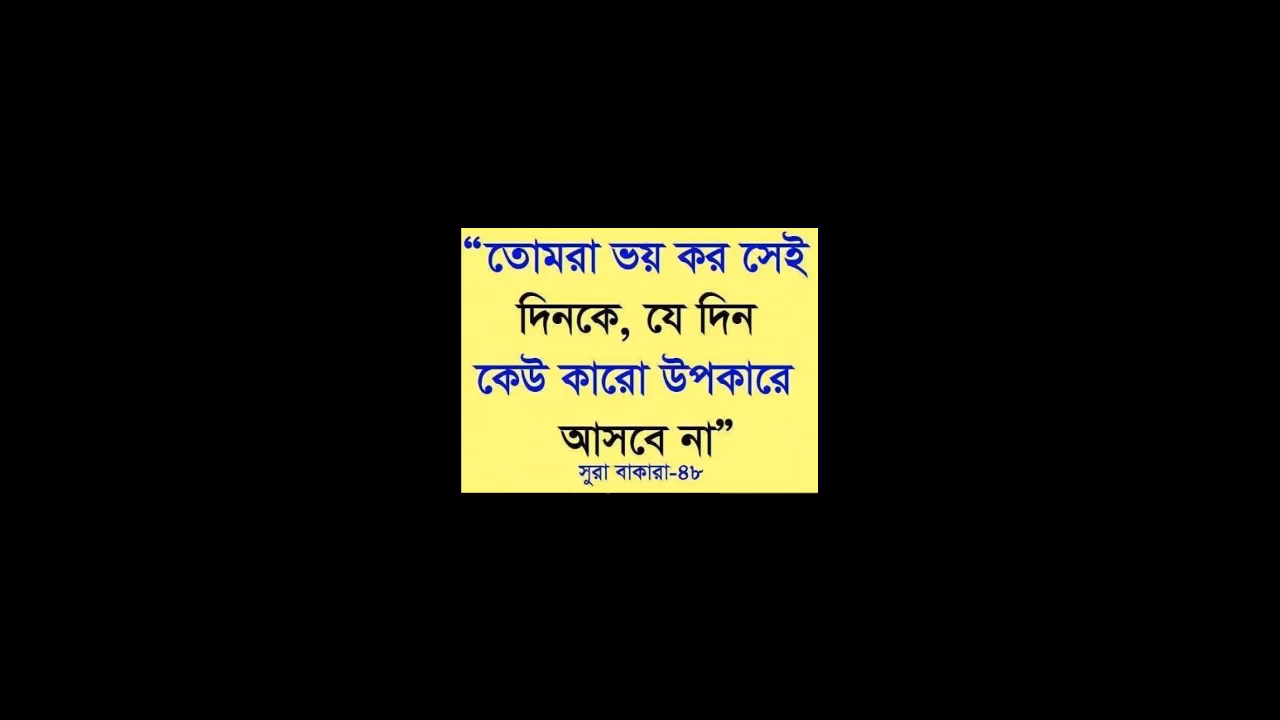 “তোমরা ভয় কর সেই
দিনকে, যে দিন
কেউ কারো উপকারে
আসবে না”
সুরা বাকারা-৪৮